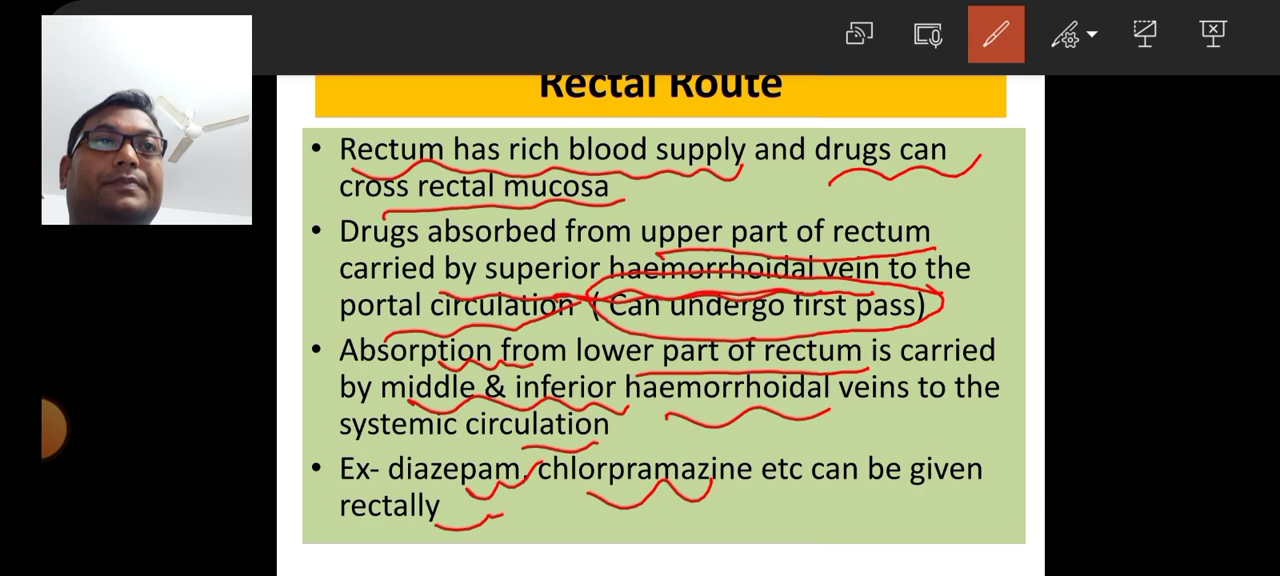 Rectal Route
• Rectum has rich blood supply and drugs can
cross rectal mucosa
• Drugs absorbed from upper part of rectum
carried by superior haemorrhoidal vein to the
portal circulation ( Can undergo first pass)
• Absorption from lower part of rectum is carried
by middle & inferior haemorrhoidal veins to the
systemic circulation
• Ex- diazepam, chlorpramazine etc can be given
rectally